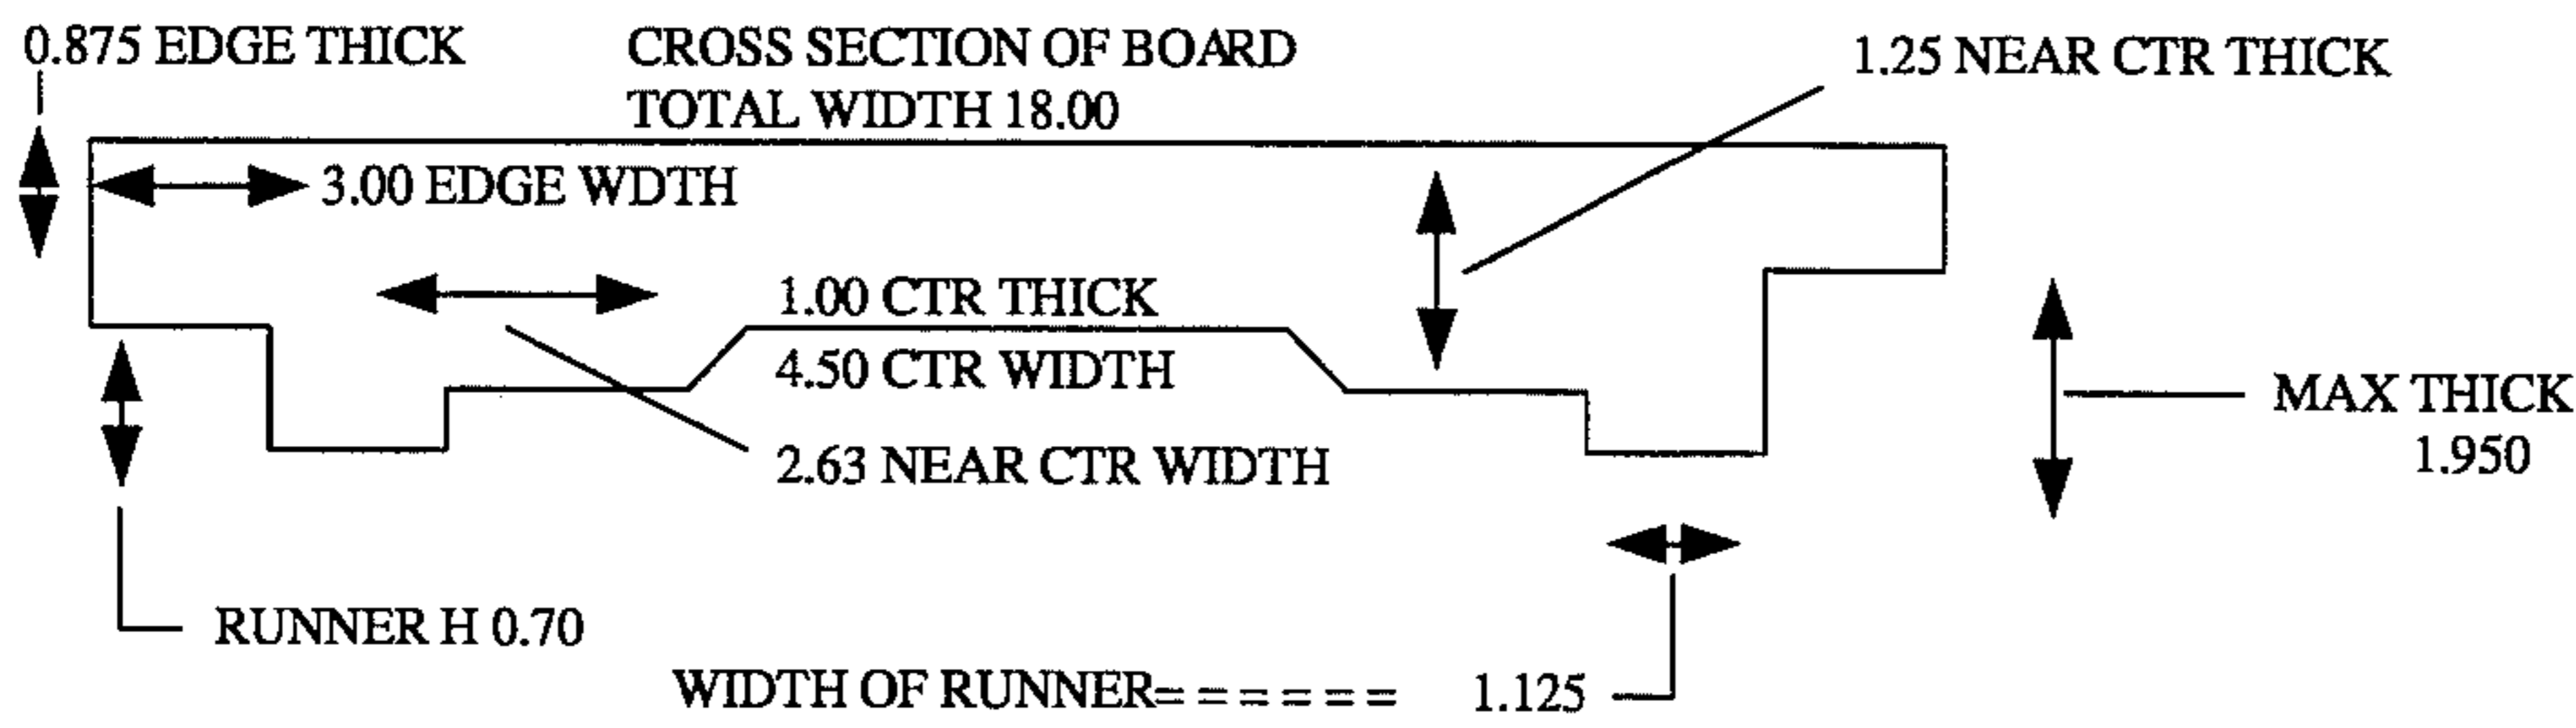 0.875 EDGE THICK
CROSS SECTION OF BOARD
TOTAL WIDTH 18.00
1.25 NEAR CTR THICK
3.00 EDGE WDTH
1.00 CTR THICK
4.50 CTR WIDTH
2.63 NEAR CTR WIDTH
MAX THICK
1.950
RUNNER H 0.70
WIDTH OF RUNNER= = = = = = 1.125